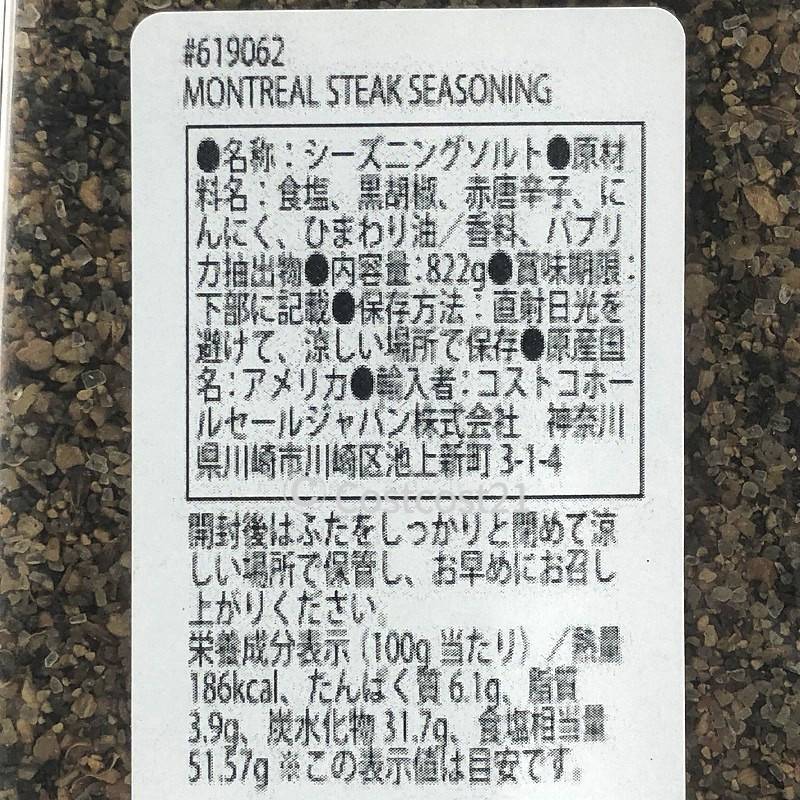 #619062
MONTREAL STEAK SEASONING
●名称：シーズニングソルト●原材
料名：食塩、黒胡椒、赤唐辛子、に
んにく、ひまわり油／香料、パプリ
カ抽出物●内容量：822g●賞味期限：
下部に記載●保存方法：直射日光を
避けて、涼しい場所で保存●原産国
名：アメリカ●輸入者：コストコホー
ルセールジャパン株式会社　神奈川
県川崎市川崎区池上新町 3-1-4
© Costcost21
開封後はふたをしっかりと閉めて涼
しい場所で保管し、お早めにお召し
上がりください。
栄養成分表示（100g 当たり）／熱量
186kcal、たんぱく質 6.1g、脂質
3.9g、炭水化物 31.7g、食塩相当量
51.57g ※この表示値は目安です。